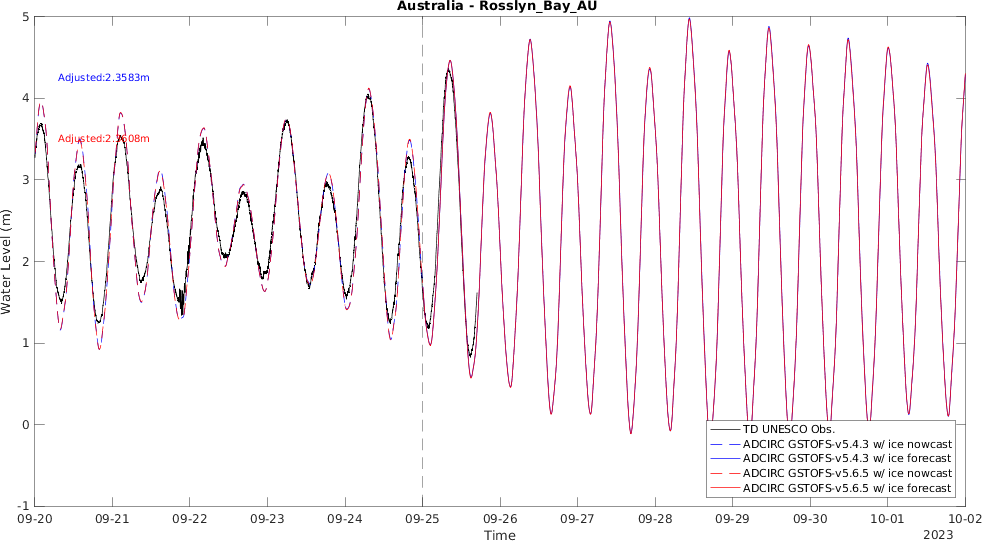 Australia - Rosslyn_Bay_AU
5
Adjusted:2.3583m
4
3
2
1
0
-1
Water Level (m)
TD UNESCO Obs.
ADCIRC GSTOFS-v5.4.3 w/ ice nowcast
ADCIRC GSTOFS-v5.4.3 w/ ice forecast
ADCIRC GSTOFS-v5.6.5 w/ ice nowcast
ADCIRC GSTOFS-v5.6.5 w/ ice forecast
09-20 09-21 09-22 09-23 09-24 09-25 09-26 09-27 09-28 09-29 09-30 10-01 10-02
Time
2023